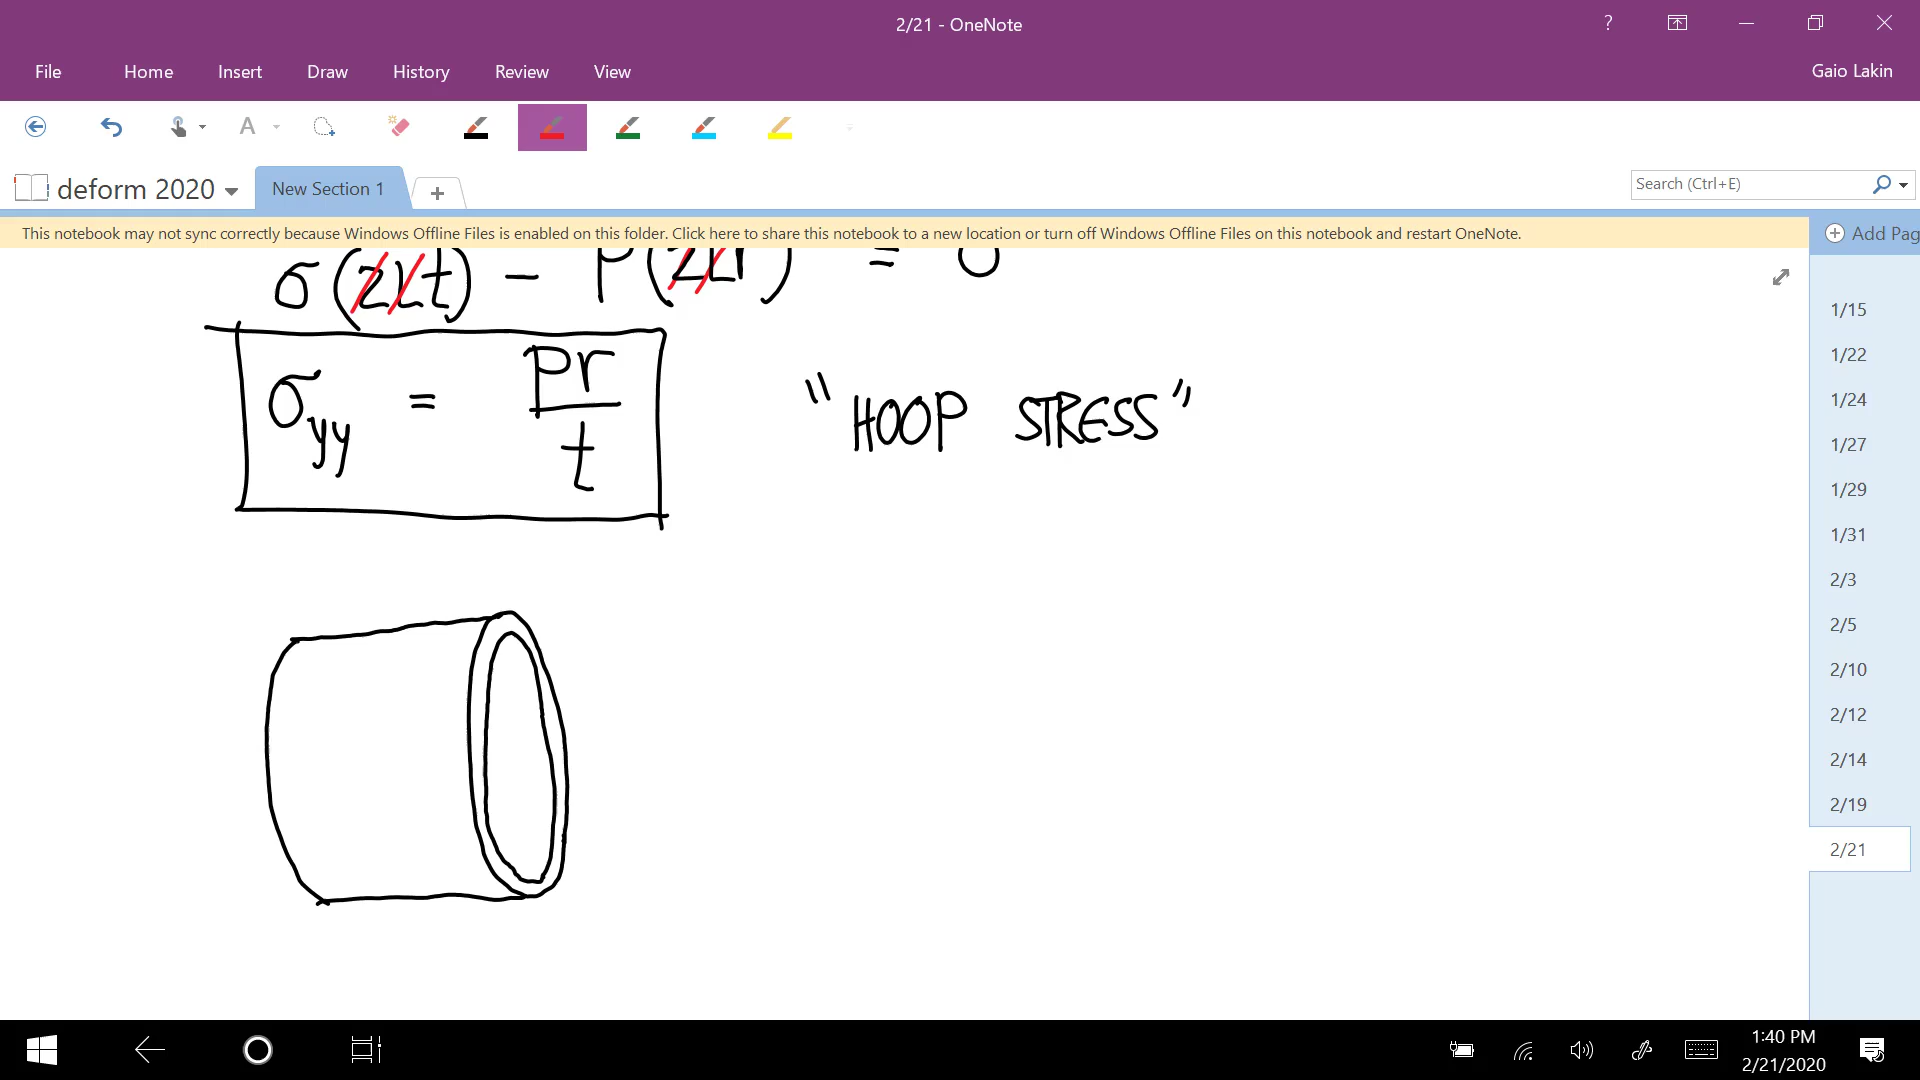 2/21 - OneNote
?
File Home Insert Draw History Review View
Gaio Lakin
A
deform 2020
New Section 1
+
Search (Ctrl+E)
This notebook may not sync correctly because Windows Offline Files is enabled on this folder. Click here to share this notebook to a new location or turn off Windows Offline Files on this notebook and restart OneNote.
Add Pag
σ(2Lt) - P(2Lr) = 0
σyy = pr/t
"HOOP STRESS"
1/15
1/22
1/24
1/27
1/29
1/31
2/3
2/5
2/10
2/12
2/14
2/19
2/21
1:40 PM
2/21/2020